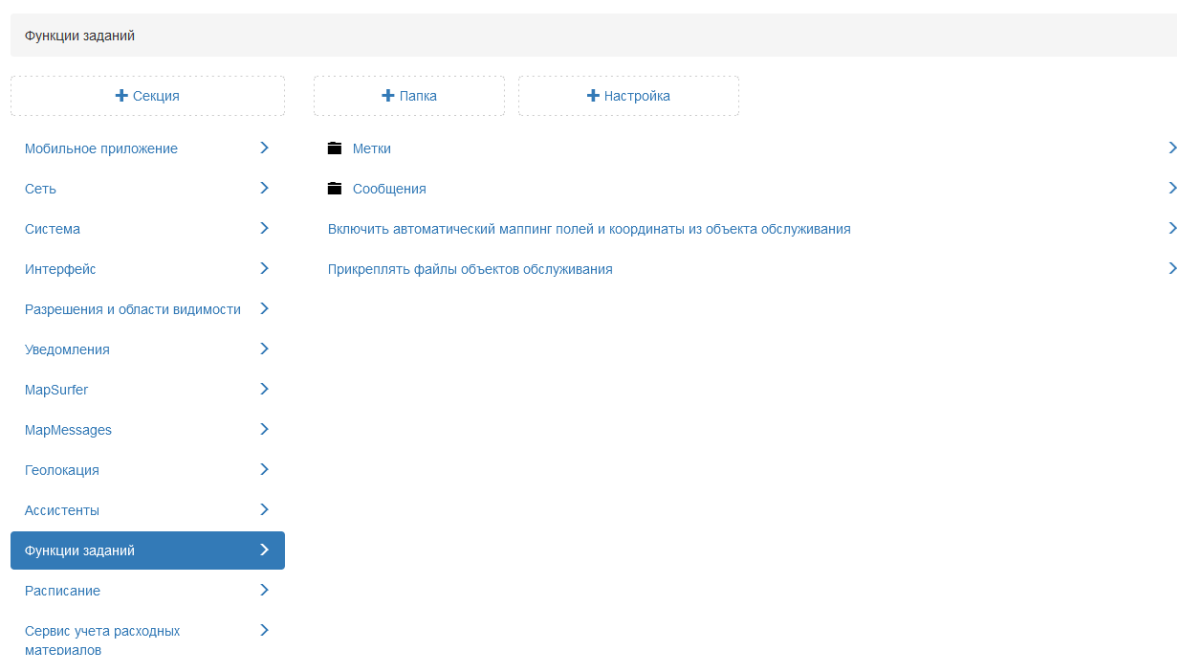 Функции заданий
Секция
Папка
Настройка
Мобильное приложение
Сеть
Система
Интерфейс
Разрешения и области видимости
Уведомления
MapSurfer
MapMessages
Геолокация
Ассистенты
Функции заданий
Расписание
Сервис учета расходных
материалов
Метки
Сообщения
Включить автоматический маппинг полей и координаты из объекта обслуживания
Прикреплять файлы объектов обслуживания